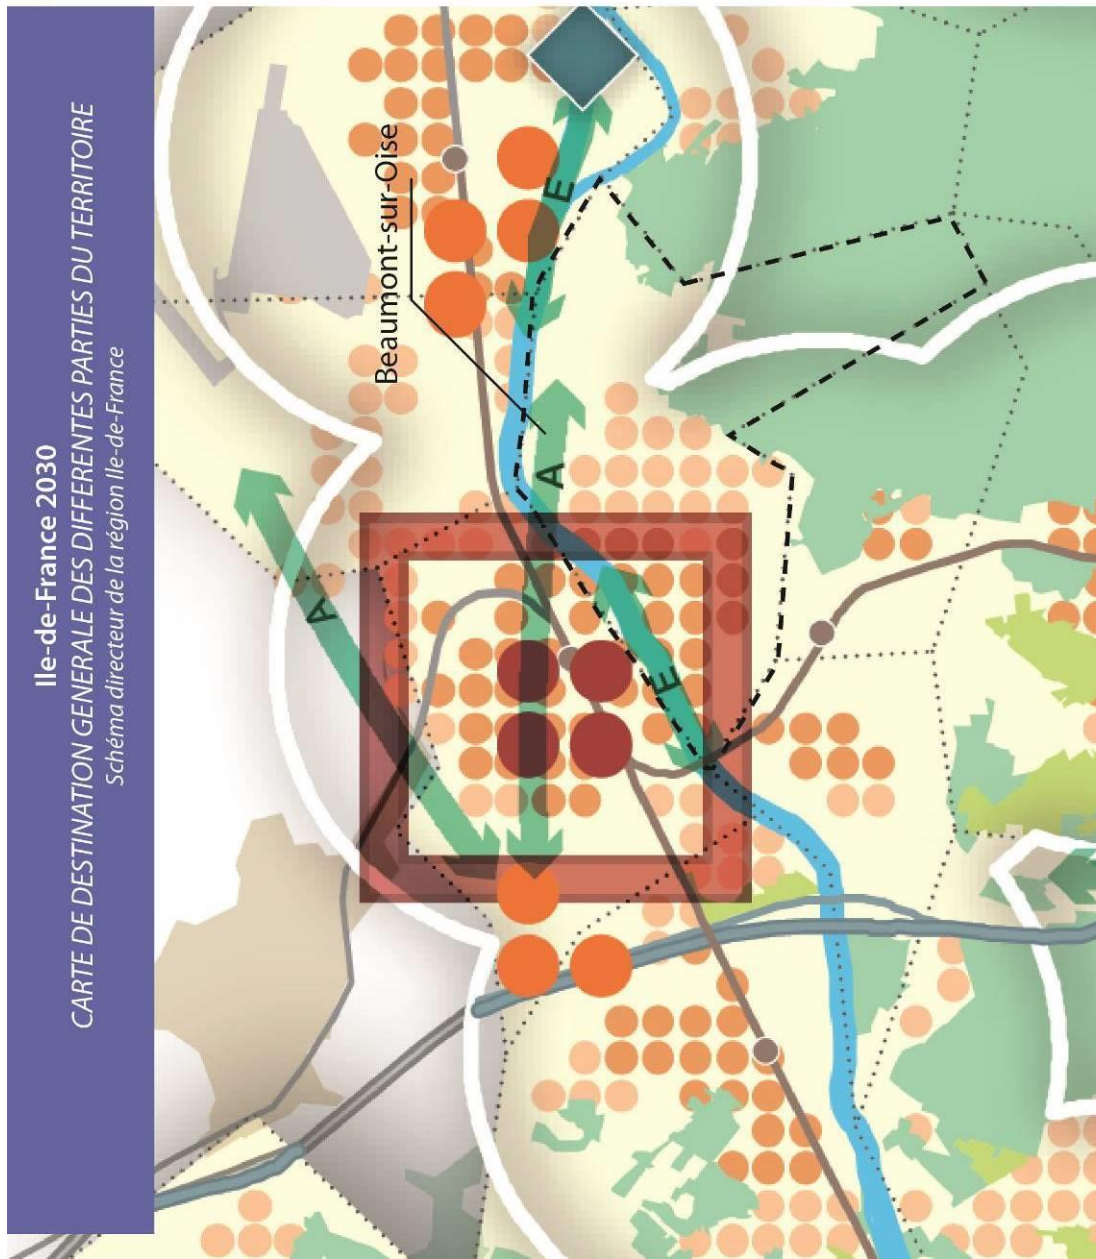 Ile-de-France 2030
CARTE DE DESTINATION GENERALE DES DIFFERENTES PARTIES DU TERRITOIRE
Schéma directeur de la région Ile-de-France
Beaumont-sur-Oise
A
A
E
E